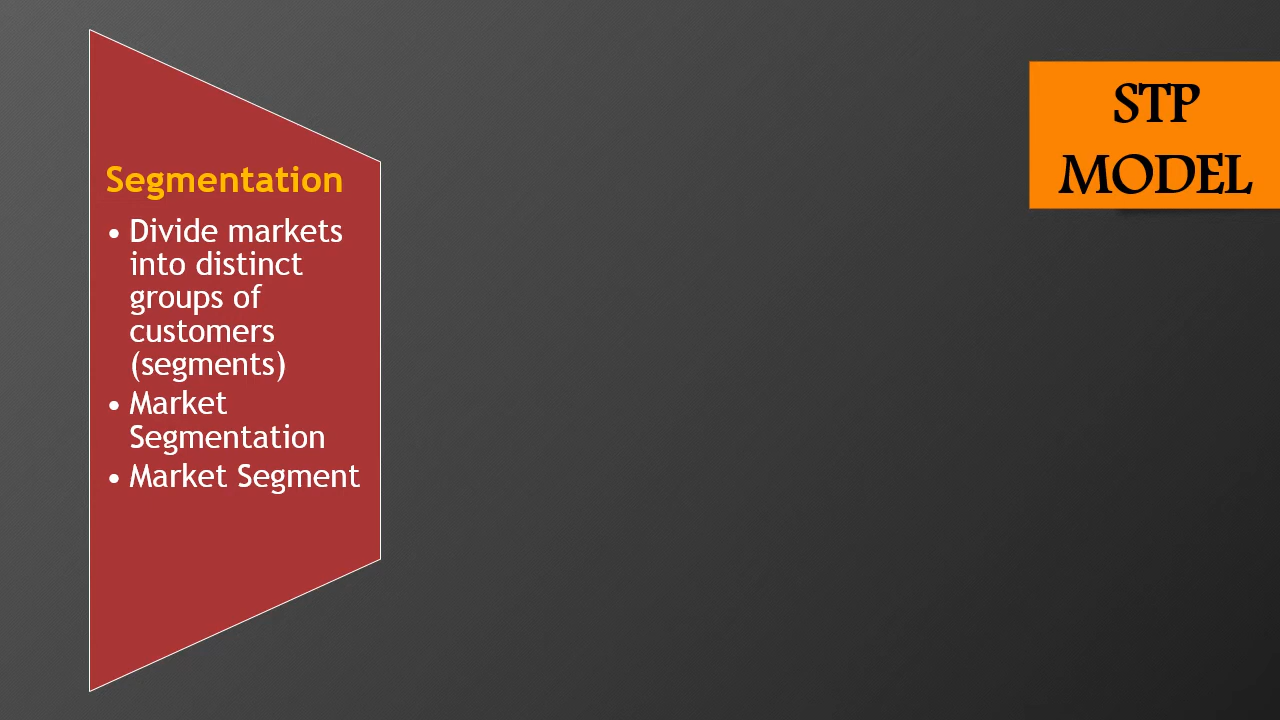 Segmentation
• Divide markets
into distinct
groups of
customers
(segments)
• Market
Segmentation
• Market Segment
STP
MODEL